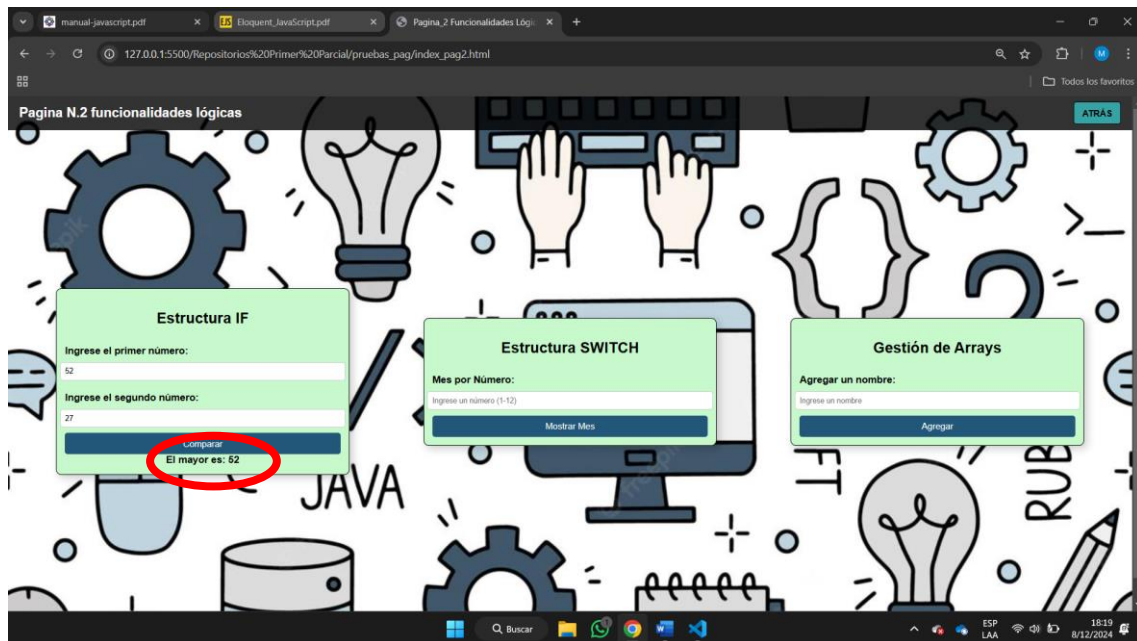 manual-javascript.pdf
EJS Eloquent_JavaScript.pdf
Pagina_2 Funcionalidades Lógic
127.0.0.1:5500/Repositorios%20Primer%20Parcial/pruebas_pag/index_pag2.html
M
Todos los favoritos
Pagina N.2 funcionalidades lógicas
ATRÁS
Estructura IF
Ingrese el primer número:
52
Ingrese el segundo número:
27
Comparar
El mayor es: 52
Estructura SWITCH
Mes por Número:
Ingrese un número (1-12)
Mostrar Mes
Gestión de Arrays
Agregar un nombre:
Ingrese un nombre
Agregar
JAVA
RUB
Buscar
ESP
LAA
18:19
8/12/2024